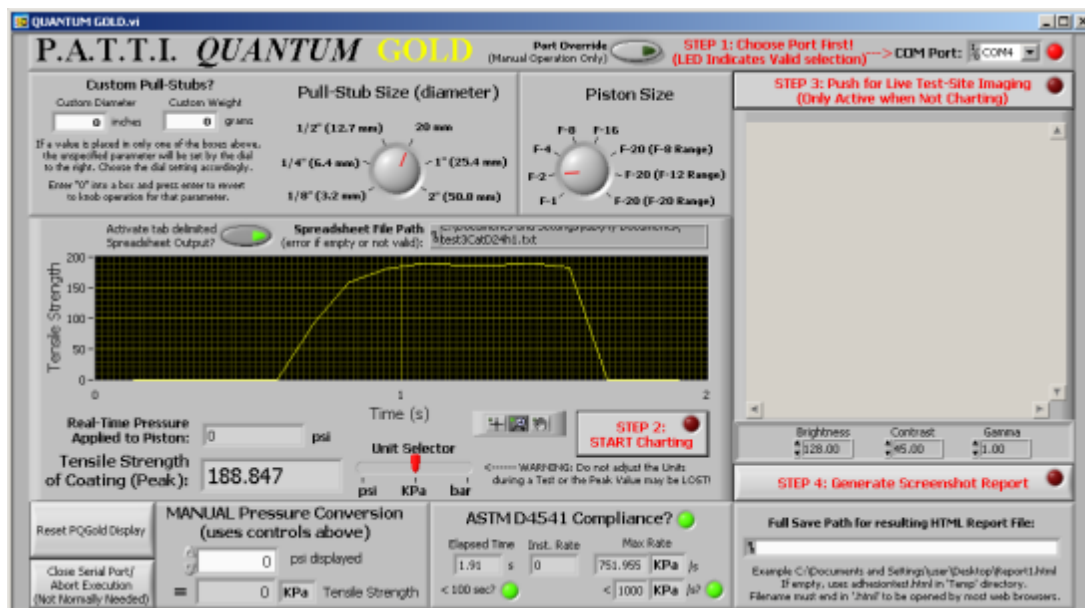 QUANTUM GOLD.vi
P.A.T.T.I. QUANTUM GOLD
Port Override
(Manual Operation Only)
STEP 1: Choose Port First!
(LED Indicates Valid selection)
---> COM Port:
COM4
Custom Pull-Stubs?
Custom Diameter
Custom Weight
0 inches
0 grams
If a value is placed in only one of the boxes above,
the unspecified parameter will be set by the dial
to the right. Choose the dial setting accordingly.
Enter "0" into a box and press enter to revert
to knob operation for that parameter.
Pull-Stub Size (diameter)
1/2" (12.7 mm)
20 mm
1/4" (6.4 mm)
1" (25.4 mm)
1/8" (3.2 mm)
2" (50.0 mm)
Piston Size
F-8
F-16
F-4
F-20 (F-8 Range)
F-2
F-20 (F-12 Range)
F-1
F-20 (F-20 Range)
STEP 3: Push for Live Test-Site Imaging
(Only Active when Not Charting)
Activate tab delimited
Spreadsheet Output?
Spreadsheet File Path
(error if empty or not valid):
test3CatD24h1.txt
Tensile Strength
200
150
100
50
0
0
1
2
Time (s)
Real-Time Pressure
Applied to Piston:
0
psi
STEP 2:
START Charting
Tensile Strength
of Coating (Peak):
188.847
Unit Selector
psi KPa bar
<------ WARNING: Do not adjust the Units
during a Test or the Peak Value may be LOST!
Brightness
Contrast
Gamma
128.00
45.00
1.00
STEP 4: Generate Screenshot Report
Reset PQGold Display
Close Serial Port/
Abort Execution
(Not Normally Needed)
MANUAL Pressure Conversion
(uses controls above)
0 psi displayed
= 0 KPa Tensile Strength
ASTM D4541 Compliance?
Elapsed Time
Inst. Rate
Max Rate
1.91 s
0
751.955 KPa /s
< 100 sec?
< 1000 KPa /s?
Full Save Path for resulting HTML Report File:
Example C:\Documents and Settings\user\Desktop\Report1.html
If empty, uses adhesiontest.html in 'Temp' directory.
Filename must end in '.html' to be opened by most web browsers.